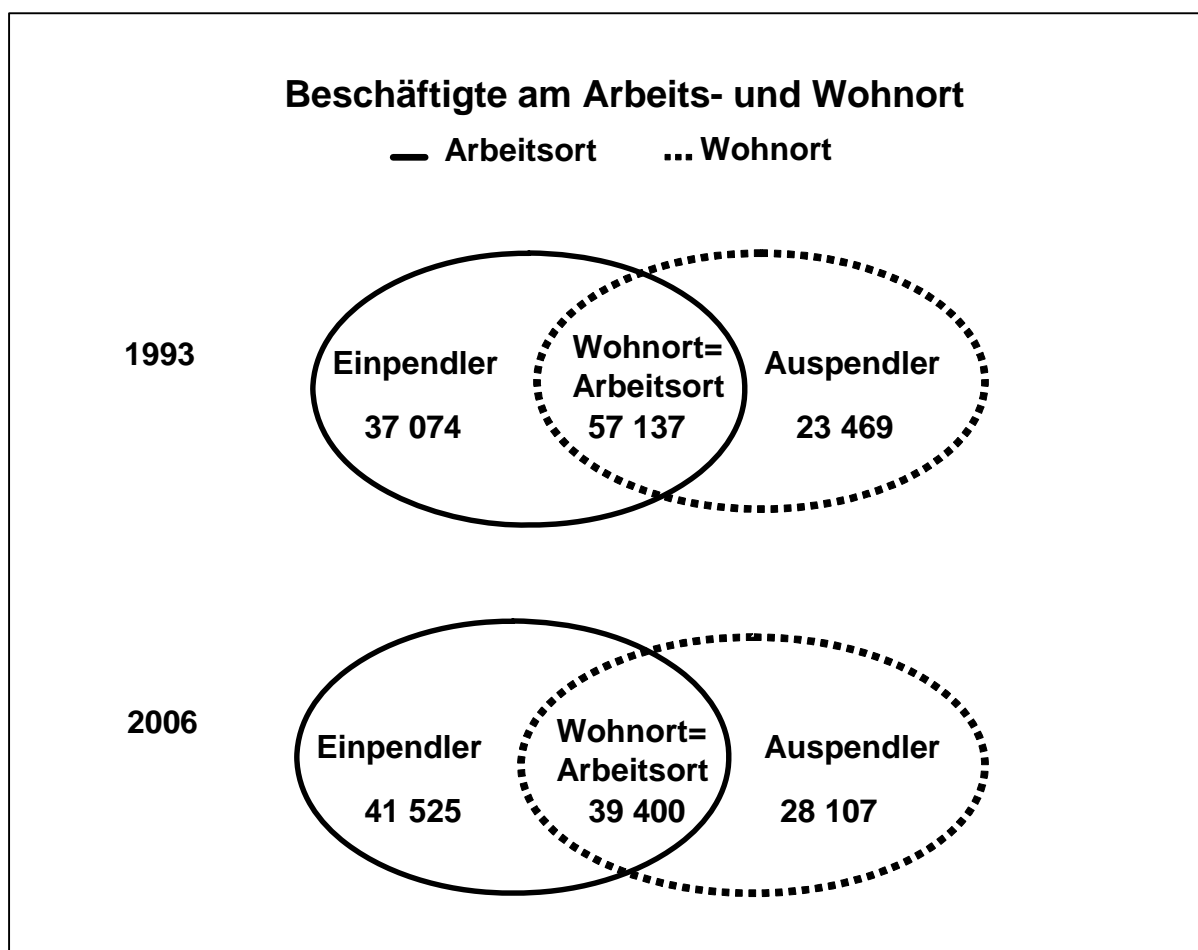 Beschäftigte am Arbeits- und Wohnort
Arbeitsort Wohnort
1993
Einpendler
37 074
Wohnort=
Arbeitsort
57 137
Auspendler
23 469
2006
Einpendler
41 525
Wohnort=
Arbeitsort
39 400
Auspendler
28 107